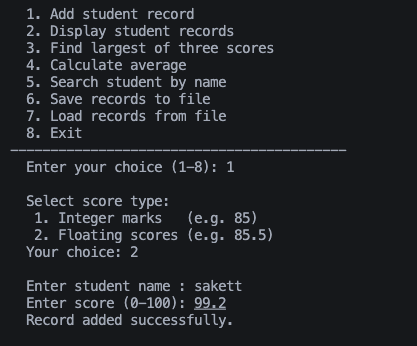 1. Add student record
2. Display student records
3. Find largest of three scores
4. Calculate average
5. Search student by name
6. Save records to file
7. Load records from file
8. Exit
Enter your choice (1-8): 1
Select score type:
1. Integer marks   (e.g. 85)
2. Floating scores (e.g. 85.5)
Your choice: 2
Enter student name : sakett
Enter score (0-100): 99.2
Record added successfully.